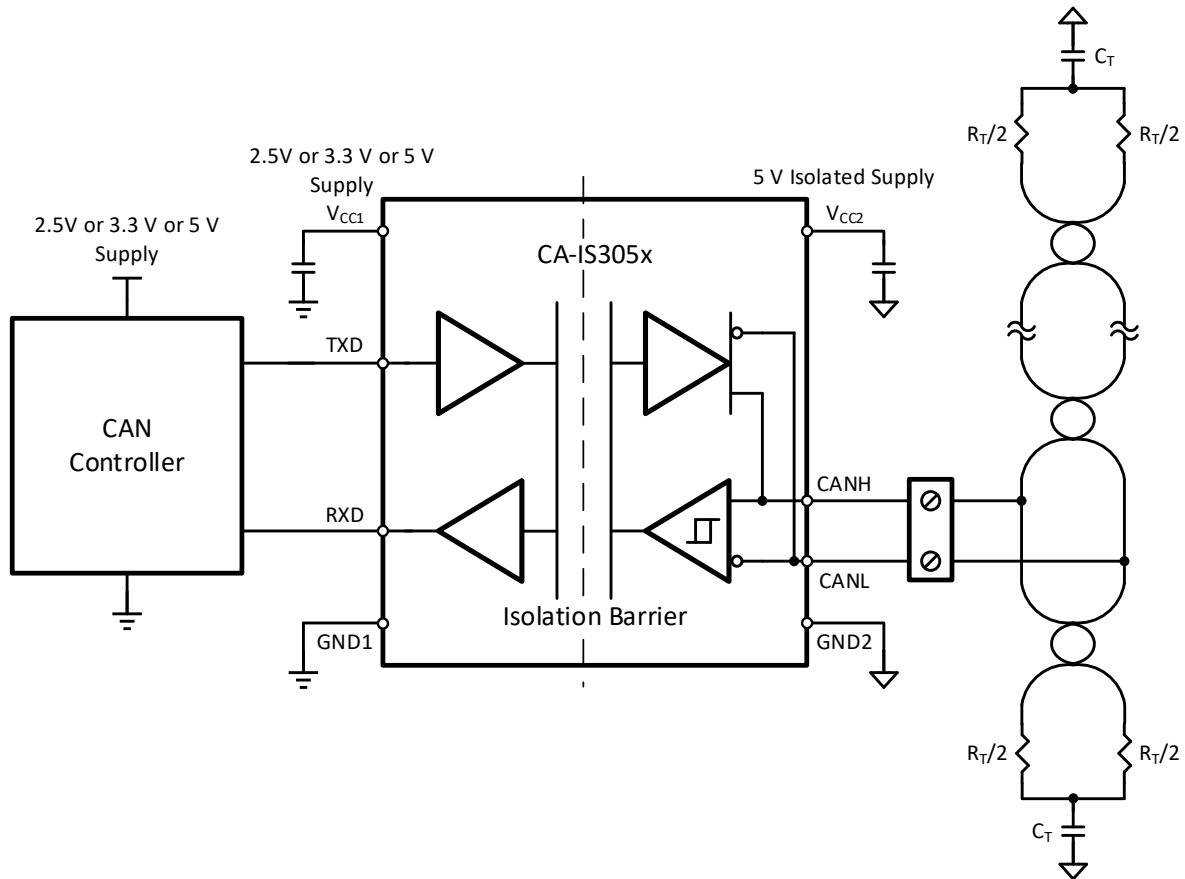 C_T
R_T/2
R_T/2
2.5V or 3.3 V or 5 V
Supply
5 V Isolated Supply
V_CC1
V_CC2
2.5V or 3.3 V or 5 V
Supply
CA-IS305x
TXD
CAN
Controller
CANH
RXD
CANL
Isolation Barrier
GND1
GND2
R_T/2
R_T/2
C_T